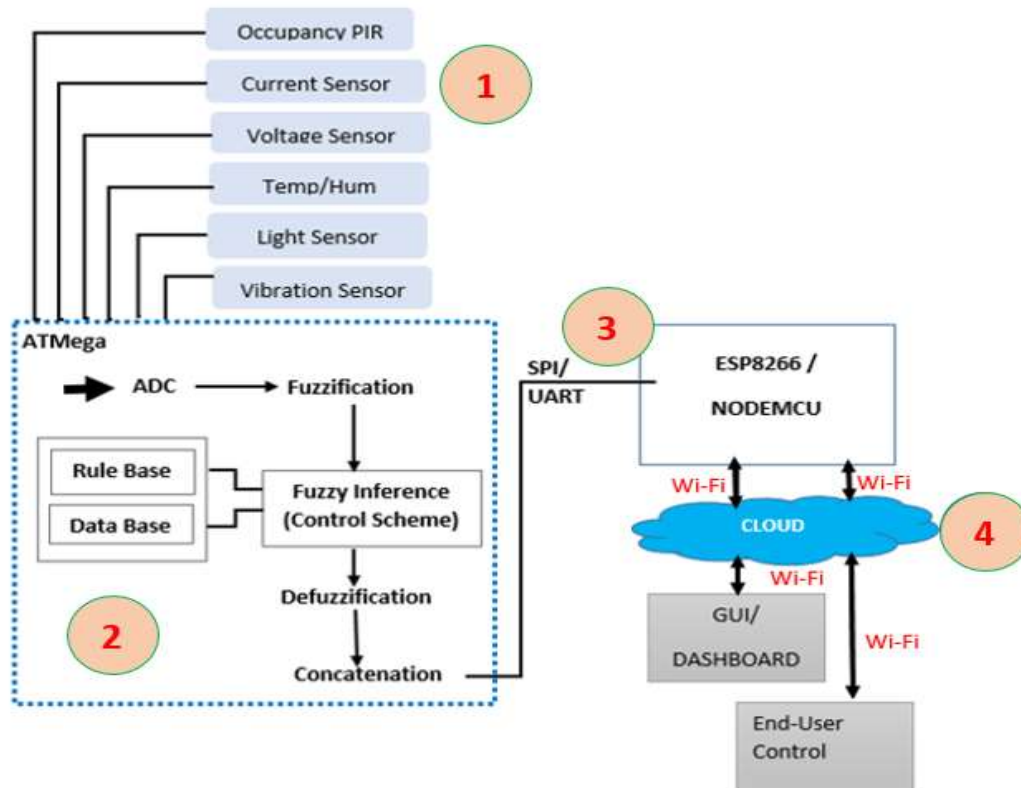 Occupancy PIR
Current Sensor
1
Voltage Sensor
Temp/Hum
Light Sensor
Vibration Sensor
ATMega
ADC
Fuzzification
Rule Base
Data Base
Fuzzy Inference
(Control Scheme)
Defuzzification
2
Concatenation
SPI/
UART
3
ESP8266 /
NODEMCU
Wi-Fi
Wi-Fi
CLOUD
4
Wi-Fi
GUI/
DASHBOARD
Wi-Fi
End-User
Control